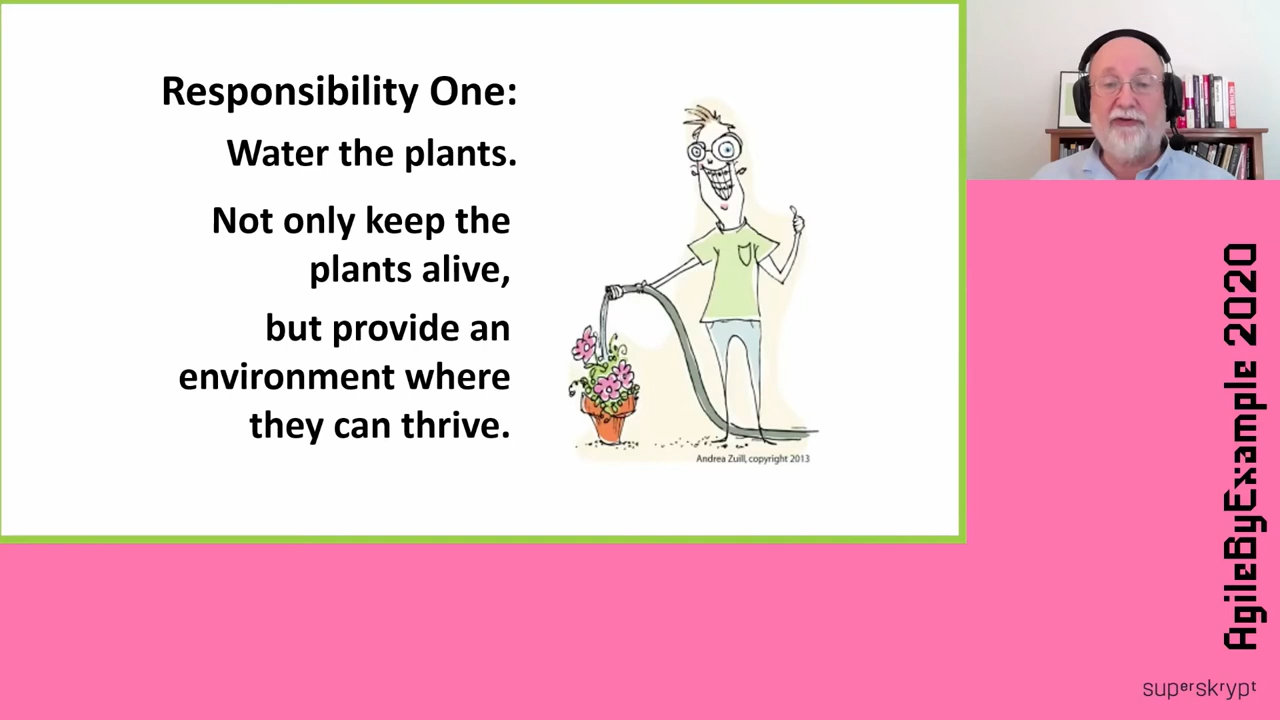 Responsibility One:
Water the plants.
Not only keep the
plants alive,
but provide an
environment where
they can thrive.
Andrea Zuill, copyright 2013
AgileByExample 2020
superskrypt